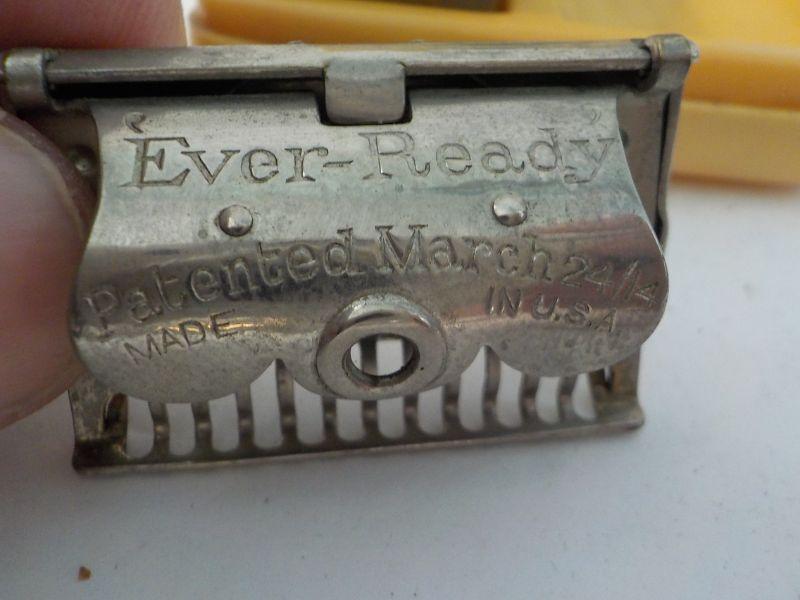 'Ever-Ready'
Patented March 24/14
MADE IN U.S.A